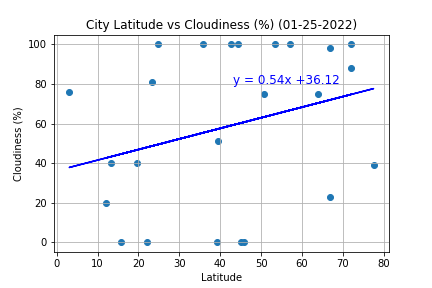 City Latitude vs Cloudiness (%) (01-25-2022)
100
80
60
40
20
0
Cloudiness (%)
y = 0.54x +36.12
0 10 20 30 40 50 60 70 80
Latitude